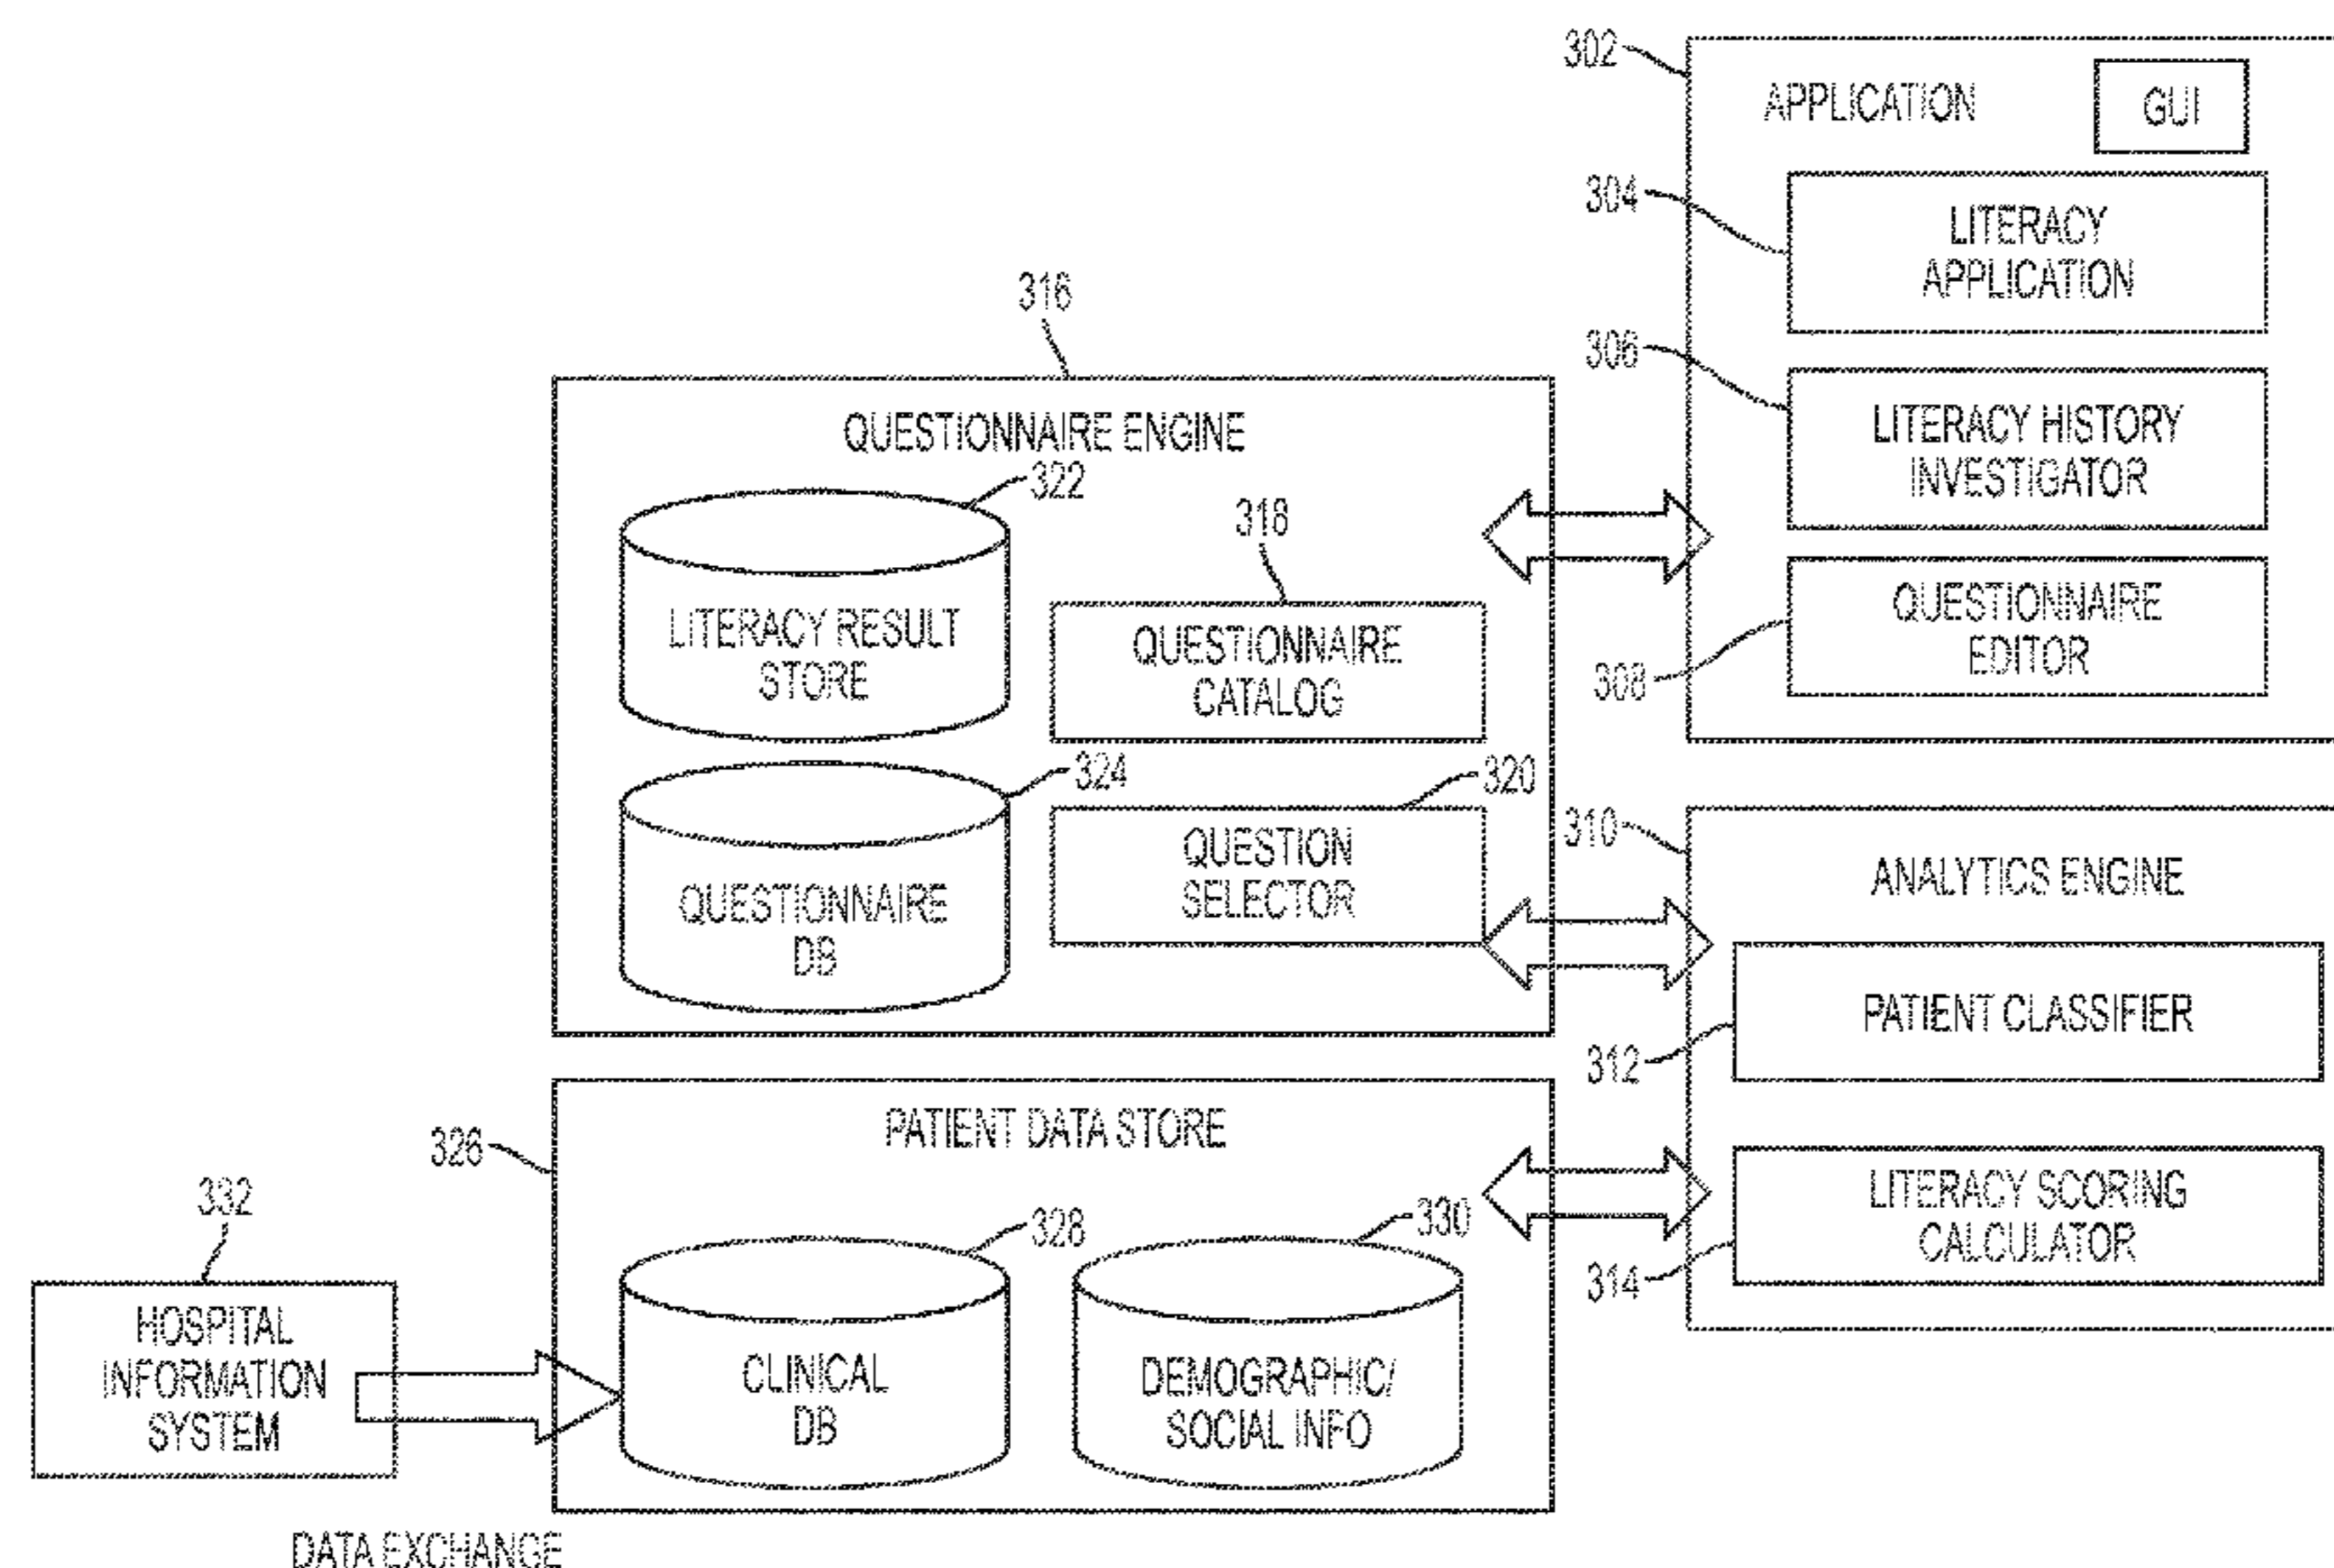 302
APPLICATION
GUI
304
LITERACY
APPLICATION
306
LITERACY HISTORY
INVESTIGATOR
308
QUESTIONNAIRE
EDITOR
316
QUESTIONNAIRE ENGINE
322
LITERACY RESULT
STORE
318
QUESTIONNAIRE
CATALOG
324
QUESTIONNAIRE
DB
320
QUESTION
SELECTOR
310
ANALYTICS ENGINE
312
PATIENT CLASSIFIER
314
LITERACY SCORING
CALCULATOR
326
PATIENT DATA STORE
328
CLINICAL
DB
330
DEMOGRAPHIC/
SOCIAL INFO
332
HOSPITAL
INFORMATION
SYSTEM
DATA EXCHANGE